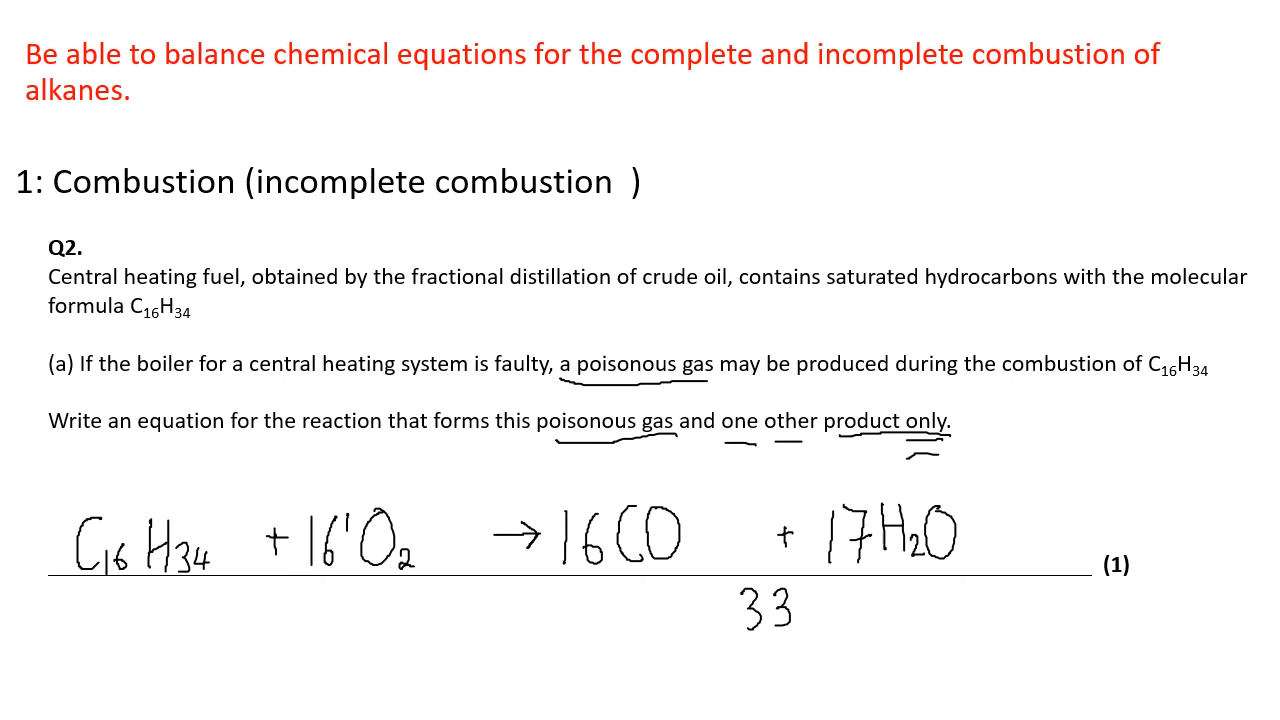 Be able to balance chemical equations for the complete and incomplete combustion of
alkanes.
1: Combustion (incomplete combustion )
Q2.
Central heating fuel, obtained by the fractional distillation of crude oil, contains saturated hydrocarbons with the molecular
formula C₁₆H₃₄
(a) If the boiler for a central heating system is faulty, a poisonous gas may be produced during the combustion of C₁₆H₃₄
Write an equation for the reaction that forms this poisonous gas and one other product only.
C₁₆H₃₄ + 16'O₂ → 16CO + 17H₂O (1)
33